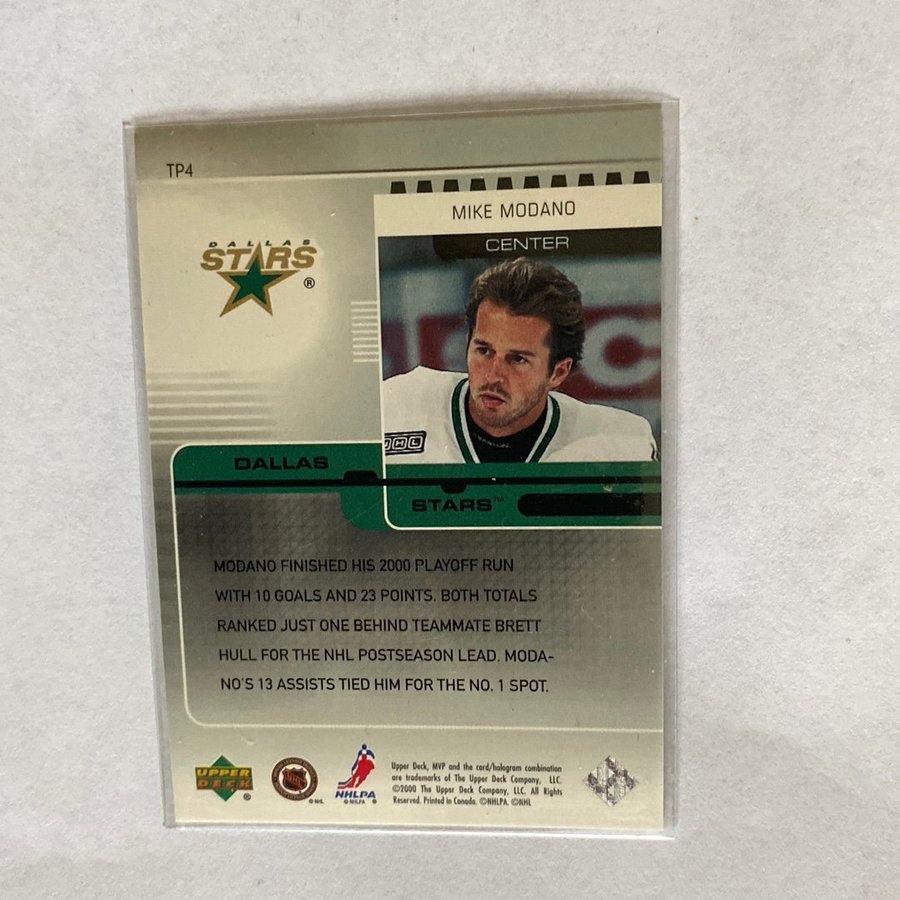 TP4
MIKE MODANO
CENTER
DALLAS
STARS
®
DALLAS
STARS™
MODANO FINISHED HIS 2000 PLAYOFF RUN
WITH 10 GOALS AND 23 POINTS. BOTH TOTALS
RANKED JUST ONE BEHIND TEAMMATE BRETT
HULL FOR THE NHL POSTSEASON LEAD. MODA-
NO'S 13 ASSISTS TIED HIM FOR THE NO. 1 SPOT.
UPPER
DECK
®
NHL
© NHL
NHLPA
© NHLPA ®
Upper Deck, MVP and the card/hologram combination
are trademarks of The Upper Deck Company, LLC.
©2000 The Upper Deck Company, LLC. All Rights
Reserved. Printed in Canada. ©NHLPA. ©NHL